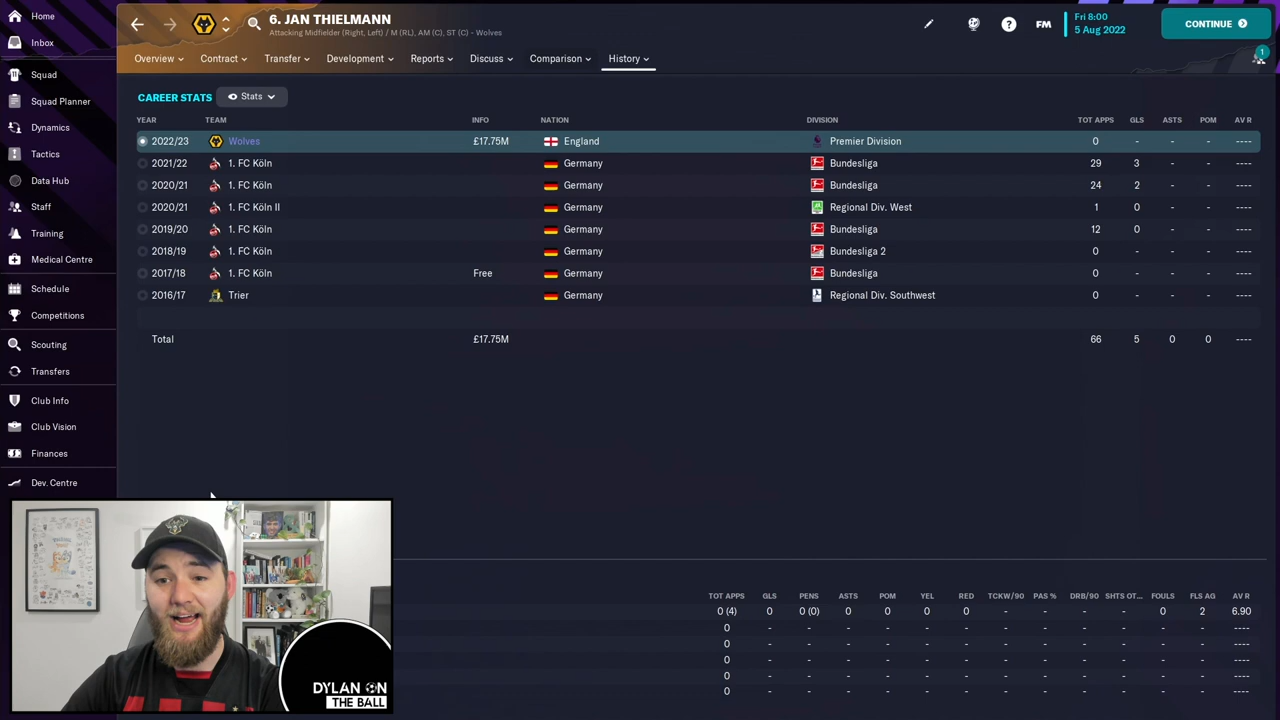 Home
Inbox
Squad
Squad Planner
Dynamics
Tactics
Data Hub
Staff
Training
Medical Centre
Schedule
Competitions
Scouting
Transfers
Club Info
Club Vision
Finances
Dev. Centre
6. JAN THIELMANN
Attacking Midfielder (Right, Left) / M (RL), AM (C), ST (C) - Wolves
FM
Fri 8:00
5 Aug 2022
CONTINUE
1
Overview Contract Transfer Development Reports Discuss Comparison History
CAREER STATS Stats
YEAR TEAM INFO NATION DIVISION TOT APPS GLS ASTS POM AV R
2022/23 Wolves £17.75M England Premier Division 0 - - - ----
2021/22 1. FC Köln Germany Bundesliga 29 3 - - ----
2020/21 1. FC Köln Germany Bundesliga 24 2 - - ----
2020/21 1. FC Köln II Germany Regional Div. West 1 0 - - ----
2019/20 1. FC Köln Germany Bundesliga 12 0 - - ----
2018/19 1. FC Köln Germany Bundesliga 2 0 - - - ----
2017/18 1. FC Köln Free Germany Bundesliga 0 - - - ----
2016/17 Trier Germany Regional Div. Southwest 0 - - - ----
Total £17.75M 66 5 0 0 ----
TOT APPS GLS PENS ASTS POM YEL RED TCKW/90 PAS % DRB/90 SHTS OT... FOULS FLS AG AV R
0 (4) 0 0 (0) 0 0 0 0 - - - - 0 2 6.90
0 - - - - - - - - - - - - ----
0 - - - - - - - - - - - - ----
0 - - - - - - - - - - - - ----
0 - - - - - - - - - - - - ----
0 - - - - - - - - - - - - ----
DYLAN ON
THE BALL